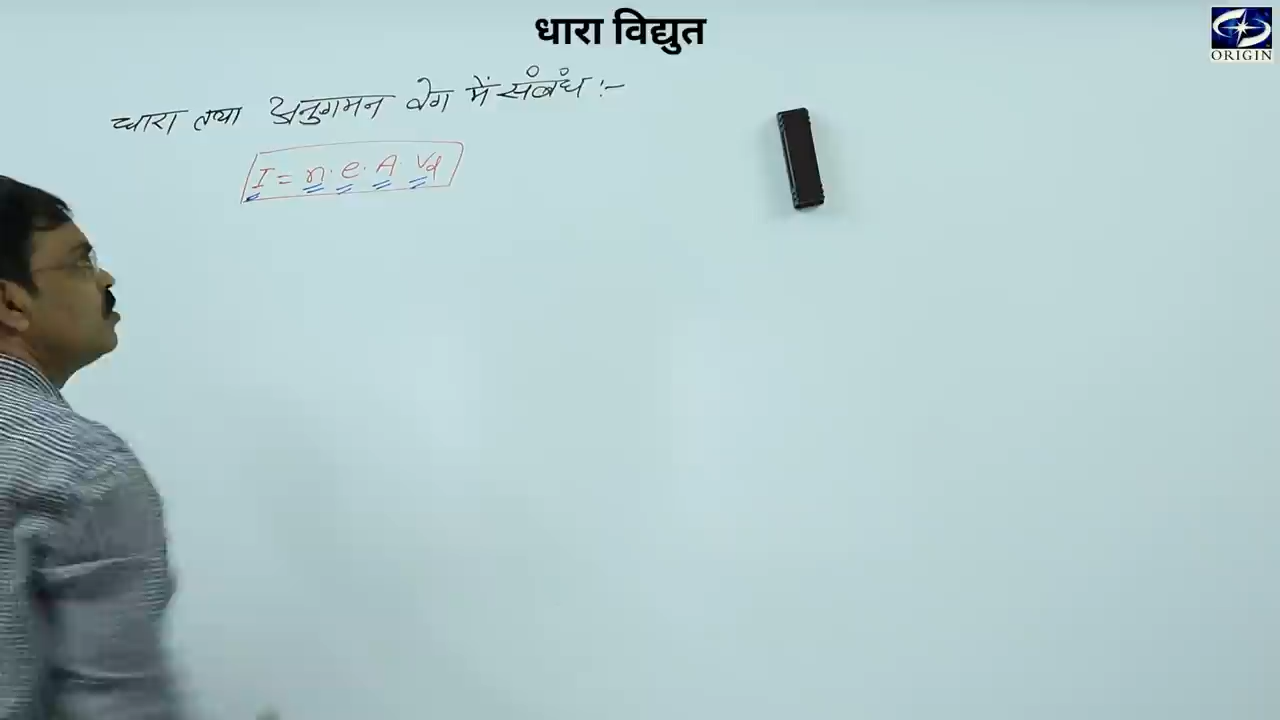 धारा विद्युत
ORIGIN
धारा तथा अनुगमन वेग में संबंध :-
I = n. e. A. Vd